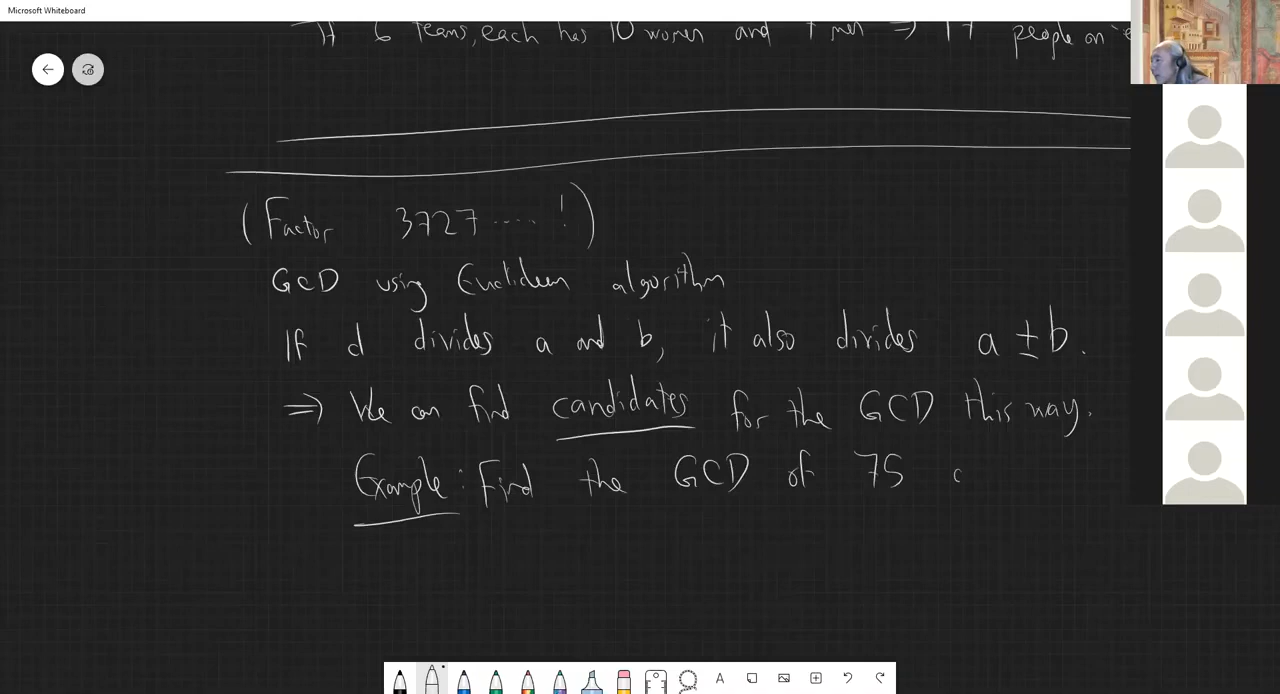 Microsoft Whiteboard
If 6 teams, each has 10 women and 7 men ⇒ 17 people on
(Factor 3727 ..... !)
GCD using Euclidean algorithm
If d divides a and b, it also divides a ± b.
⇒ We can find candidates for the GCD this way.
Example: Find the GCD of 75
A